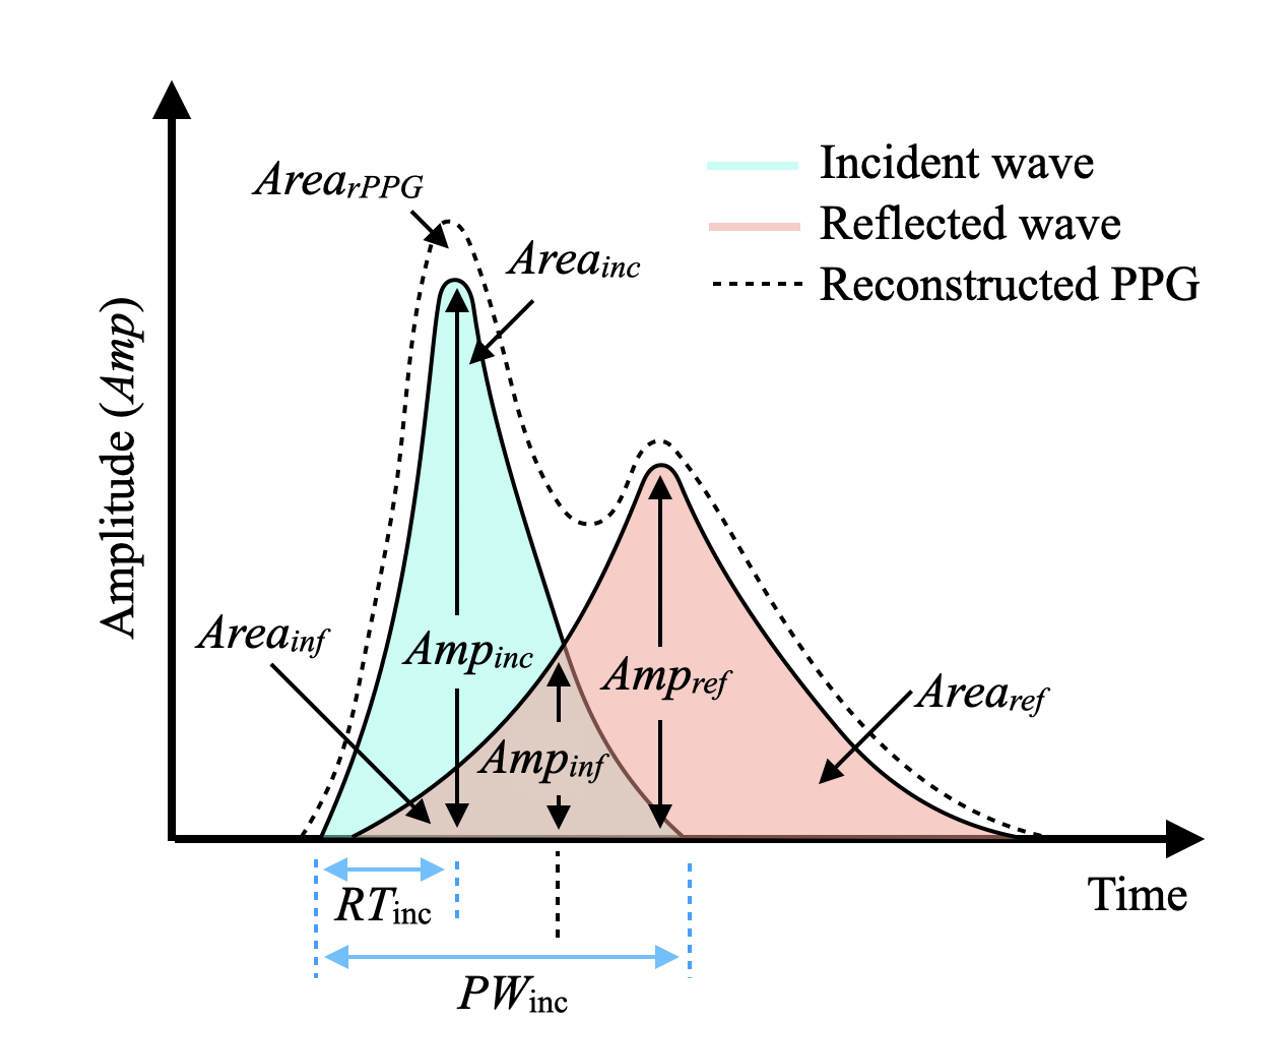 Incident wave
Reflected wave
Reconstructed PPG
Area_rPPG
Area_inc
Amplitude (Amp)
Area_inf
Amp_inc
Amp_ref
Area_ref
Amp_inf
RT_inc
PW_inc
Time